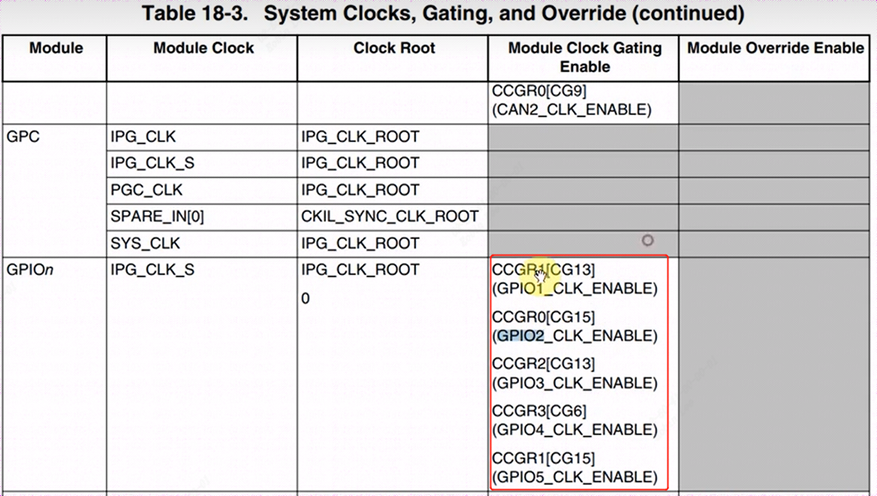 Table 18-3. System Clocks, Gating, and Override (continued)
Module Module Clock Clock Root Module Clock Gating Enable Module Override Enable
CCGR0[CG9]
(CAN2_CLK_ENABLE)
GPC IPG_CLK IPG_CLK_ROOT
IPG_CLK_S IPG_CLK_ROOT
PGC_CLK IPG_CLK_ROOT
SPARE_IN[0] CKIL_SYNC_CLK_ROOT
SYS_CLK IPG_CLK_ROOT
GPIOn IPG_CLK_S IPG_CLK_ROOT CCGR1[CG13]
0 (GPIO1_CLK_ENABLE)
CCGR0[CG15]
(GPIO2_CLK_ENABLE)
CCGR2[CG13]
(GPIO3_CLK_ENABLE)
CCGR3[CG6]
(GPIO4_CLK_ENABLE)
CCGR1[CG15]
(GPIO5_CLK_ENABLE)